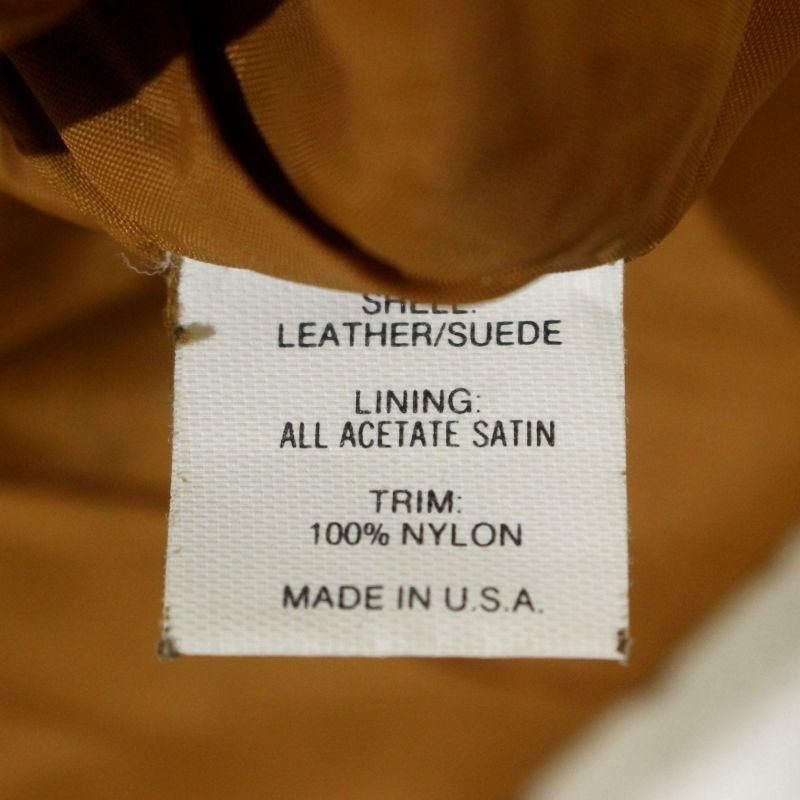 SHELL:
LEATHER/SUEDE
LINING:
ALL ACETATE SATIN
TRIM:
100% NYLON
MADE IN U.S.A.